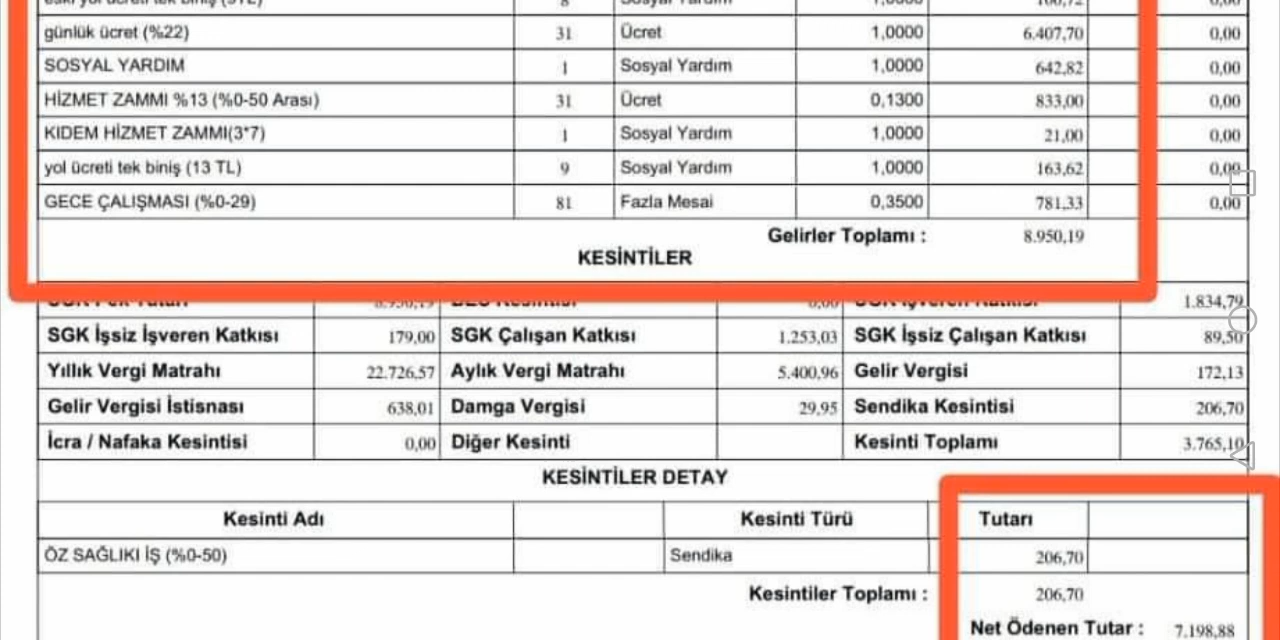 günlük ücret (%22) 31 Ücret 1,0000 6.407,70 0,00
SOSYAL YARDIM 1 Sosyal Yardım 1,0000 642,82 0,00
HİZMET ZAMMI %13 (%0-50 Arası) 31 Ücret 0,1300 833,00 0,00
KIDEM HİZMET ZAMMI(3*7) 1 Sosyal Yardım 1,0000 21,00 0,00
yol ücreti tek biniş (13 TL) 9 Sosyal Yardım 1,0000 163,62 0,00
GECE ÇALIŞMASI (%0-29) 81 Fazla Mesai 0,3500 781,33 0,00
Gelirler Toplamı : 8.950,19
KESİNTİLER
1.834,79
SGK İşsiz İşveren Katkısı 179,00 SGK Çalışan Katkısı 1.253,03 SGK İşsiz Çalışan Katkısı 89,50
Yıllık Vergi Matrahı 22.726,57 Aylık Vergi Matrahı 5.400,96 Gelir Vergisi 172,13
Gelir Vergisi İstisnası 638,01 Damga Vergisi 29,95 Sendika Kesintisi 206,70
İcra / Nafaka Kesintisi 0,00 Diğer Kesinti Kesinti Toplamı 3.765,10
KESİNTİLER DETAY
Kesinti Adı Kesinti Türü Tutarı
ÖZ SAĞLIKI İŞ (%0-50) Sendika 206,70
Kesintiler Toplamı : 206,70
Net Ödenen Tutar : 7.198,88